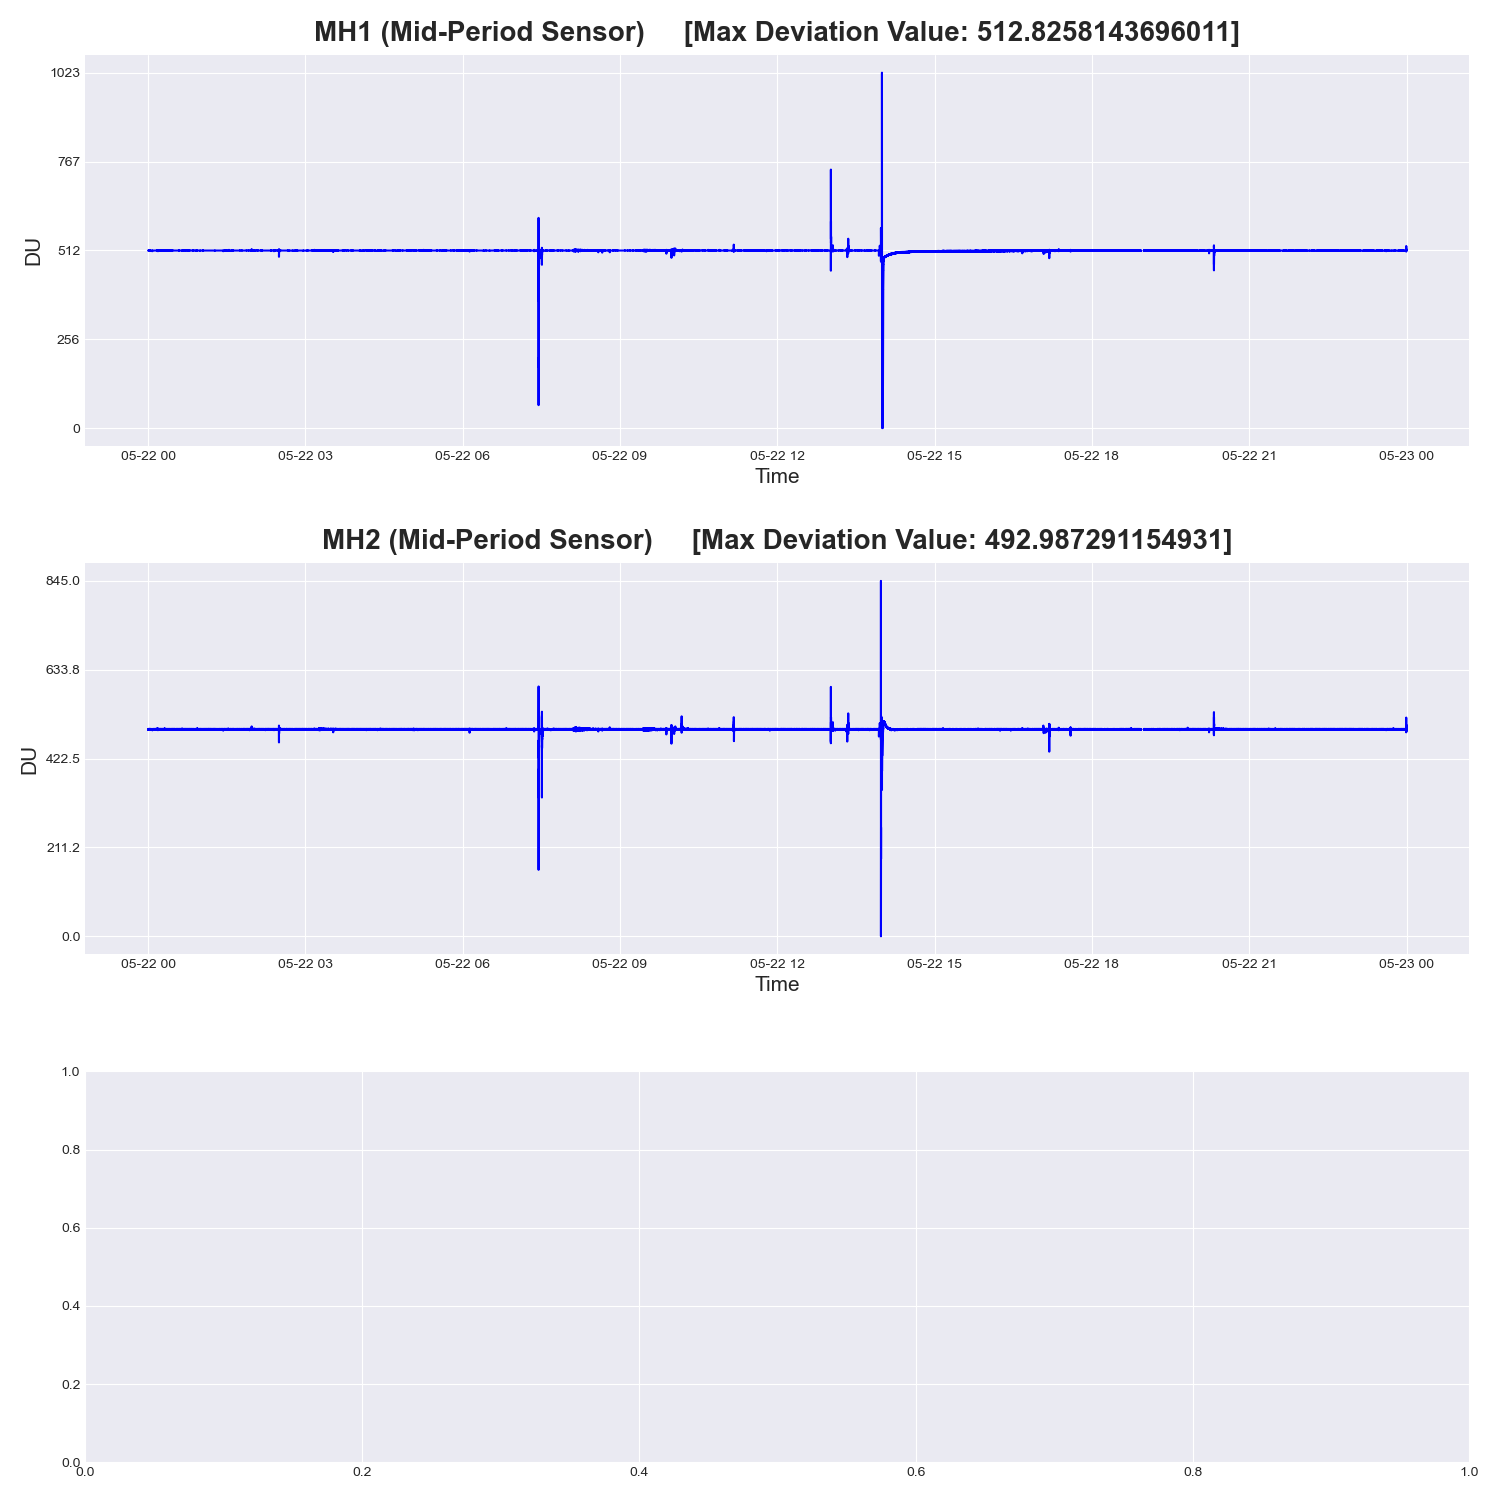 MH1 (Mid-Period Sensor) [Max Deviation Value: 512.8258143696011]
1023
767
512
256
0
DU
05-22 00 05-22 03 05-22 06 05-22 09 05-22 12 05-22 15 05-22 18 05-22 21 05-23 00
Time
MH2 (Mid-Period Sensor) [Max Deviation Value: 492.987291154931]
845.0
633.8
422.5
211.2
0.0
DU
05-22 00 05-22 03 05-22 06 05-22 09 05-22 12 05-22 15 05-22 18 05-22 21 05-23 00
Time
1.0
0.8
0.6
0.4
0.2
0.0
0.0 0.2 0.4 0.6 0.8 1.0